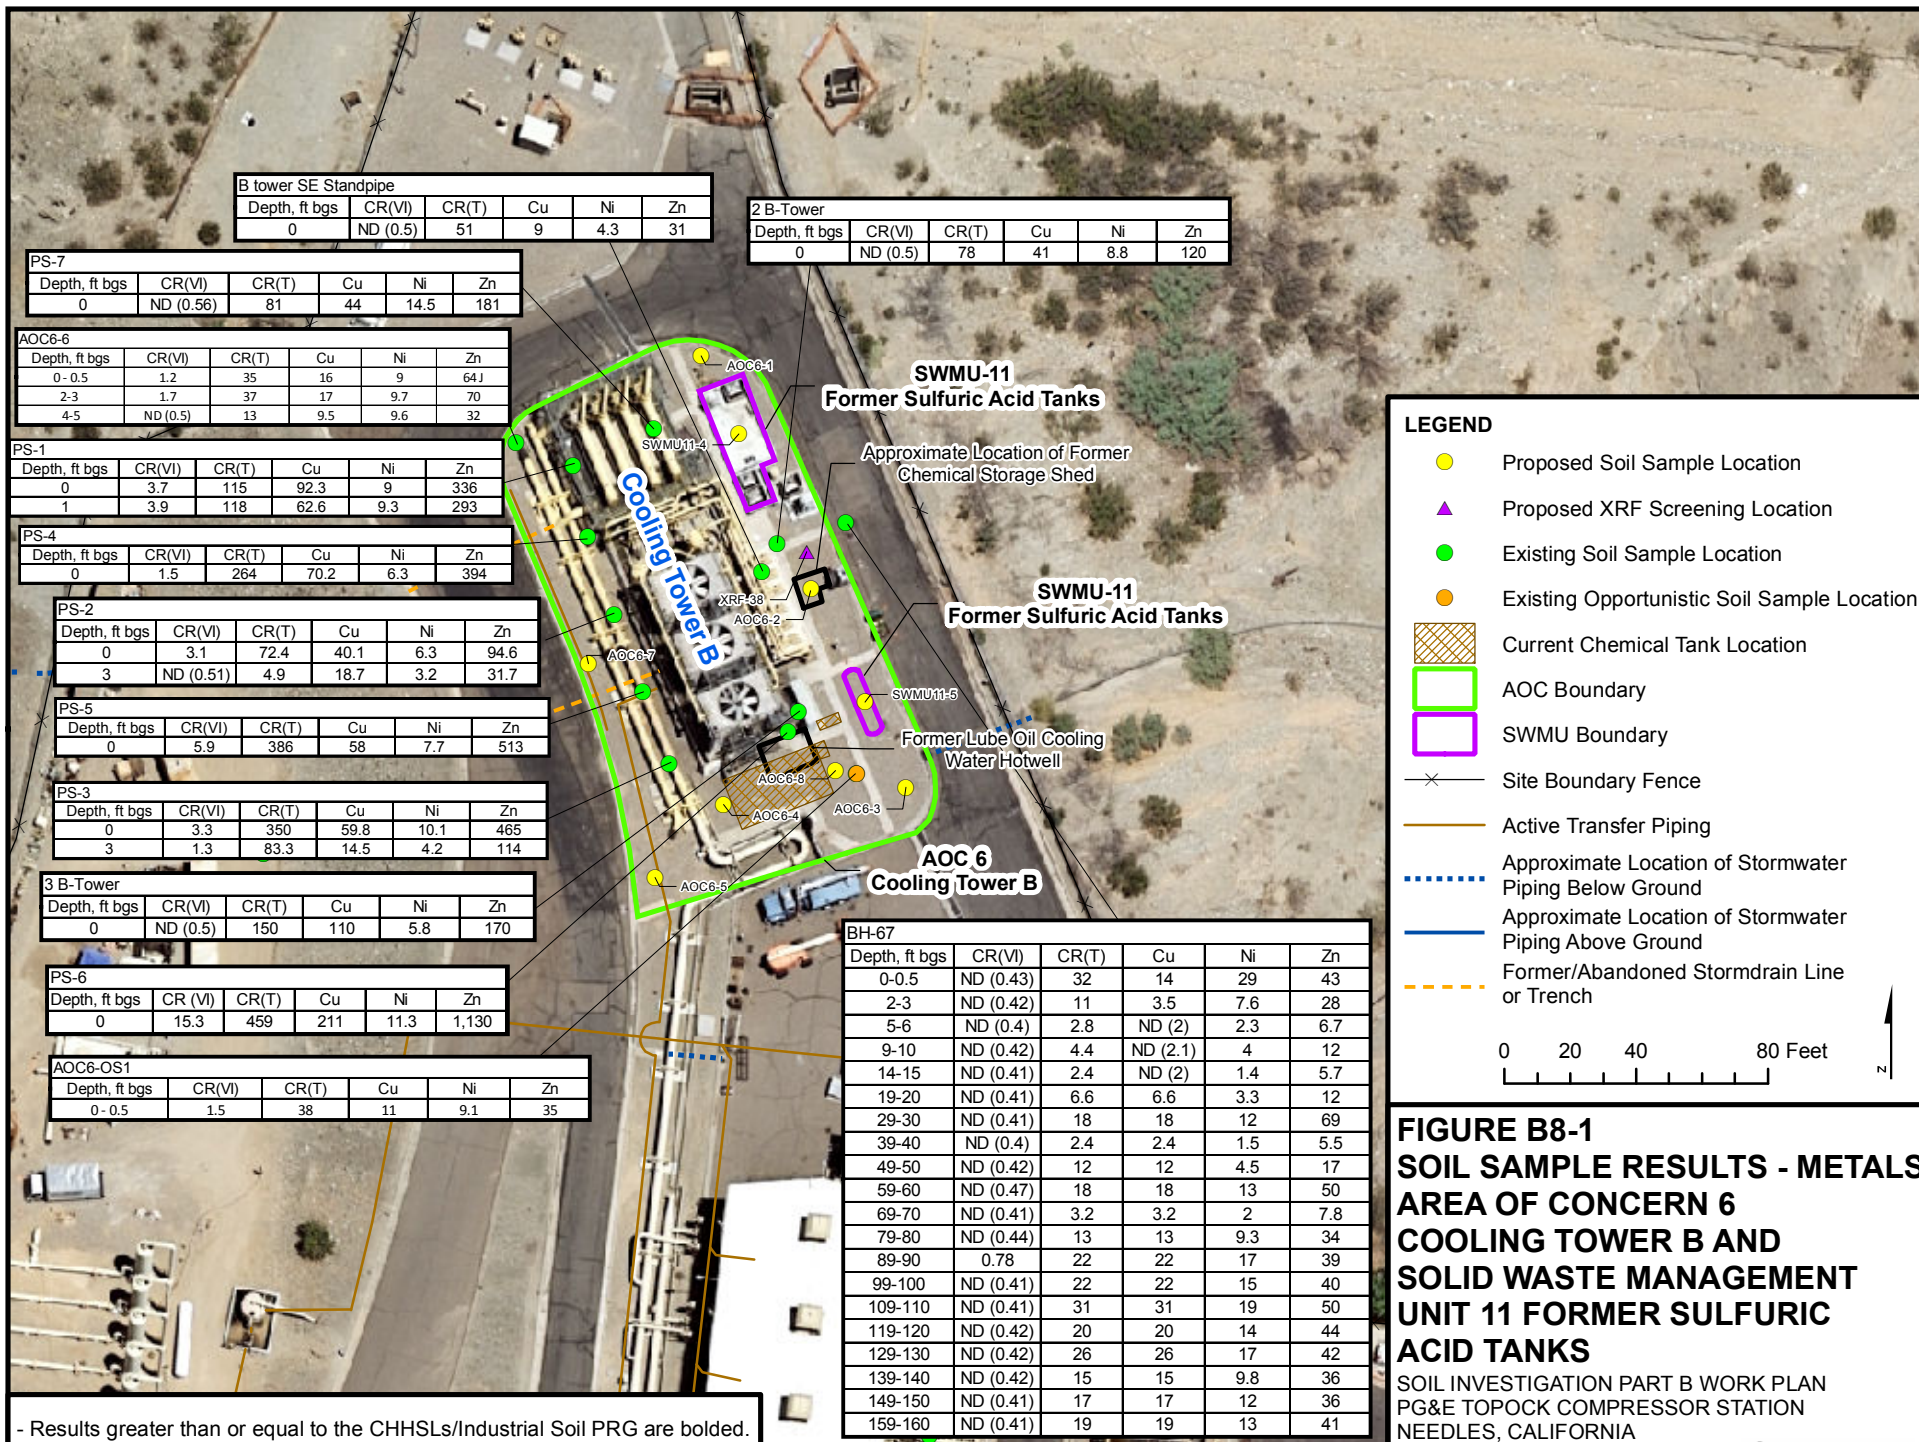 B tower SE Standpipe
Depth, ft bgs CR(VI) CR(T) Cu Ni Zn
0 ND (0.5) 51 9 4.3 31
2 B-Tower
Depth, ft bgs CR(VI) CR(T) Cu Ni Zn
0 ND (0.5) 78 41 8.8 120
PS-7
Depth, ft bgs CR(VI) CR(T) Cu Ni Zn
0 ND (0.56) 81 44 14.5 181
AOC6-6
Depth, ft bgs CR(VI) CR(T) Cu Ni Zn
0 - 0.5 1.2 35 16 9 64 J
2-3 1.7 37 17 9.7 70
4-5 ND (0.5) 13 9.5 9.6 32
PS-1
Depth, ft bgs CR(VI) CR(T) Cu Ni Zn
0 3.7 115 92.3 9 336
1 3.9 118 62.6 9.3 293
PS-4
Depth, ft bgs CR(VI) CR(T) Cu Ni Zn
0 1.5 264 70.2 6.3 394
PS-2
Depth, ft bgs CR(VI) CR(T) Cu Ni Zn
0 3.1 72.4 40.1 6.3 94.6
3 ND (0.51) 4.9 18.7 3.2 31.7
PS-5
Depth, ft bgs CR(VI) CR(T) Cu Ni Zn
0 5.9 386 58 7.7 513
PS-3
Depth, ft bgs CR(VI) CR(T) Cu Ni Zn
0 3.3 350 59.8 10.1 465
3 1.3 83.3 14.5 4.2 114
3 B-Tower
Depth, ft bgs CR(VI) CR(T) Cu Ni Zn
0 ND (0.5) 150 110 5.8 170
PS-6
Depth, ft bgs CR (VI) CR(T) Cu Ni Zn
0 15.3 459 211 11.3 1,130
AOC6-OS1
Depth, ft bgs CR(VI) CR(T) Cu Ni Zn
0 - 0.5 1.5 38 11 9.1 35
AOC6-1
SWMU-11
Former Sulfuric Acid Tanks
SWMU11-4
Approximate Location of Former
Chemical Storage Shed
Cooling Tower B
XRF-38
AOC6-2
SWMU-11
Former Sulfuric Acid Tanks
AOC6-7
SWMU11-5
Former Lube Oil Cooling
Water Hotwell
AOC6-8
AOC6-4
AOC6-3
AOC6-5
AOC 6
Cooling Tower B
BH-67
Depth, ft bgs CR(VI) CR(T) Cu Ni Zn
0-0.5 ND (0.43) 32 14 29 43
2-3 ND (0.42) 11 3.5 7.6 28
5-6 ND (0.4) 2.8 ND (2) 2.3 6.7
9-10 ND (0.42) 4.4 ND (2.1) 4 12
14-15 ND (0.41) 2.4 ND (2) 1.4 5.7
19-20 ND (0.41) 6.6 6.6 3.3 12
29-30 ND (0.41) 18 18 12 69
39-40 ND (0.4) 2.4 2.4 1.5 5.5
49-50 ND (0.42) 12 12 4.5 17
59-60 ND (0.47) 18 18 13 50
69-70 ND (0.41) 3.2 3.2 2 7.8
79-80 ND (0.44) 13 13 9.3 34
89-90 0.78 22 22 17 39
99-100 ND (0.41) 22 22 15 40
109-110 ND (0.41) 31 31 19 50
119-120 ND (0.42) 20 20 14 44
129-130 ND (0.42) 26 26 17 42
139-140 ND (0.42) 15 15 9.8 36
149-150 ND (0.41) 17 17 12 36
159-160 ND (0.41) 19 19 13 41
- Results greater than or equal to the CHHSLs/Industrial Soil PRG are bolded.
LEGEND
Proposed Soil Sample Location
Proposed XRF Screening Location
Existing Soil Sample Location
Existing Opportunistic Soil Sample Location
Current Chemical Tank Location
AOC Boundary
SWMU Boundary
Site Boundary Fence
Active Transfer Piping
Approximate Location of Stormwater
Piping Below Ground
Approximate Location of Stormwater
Piping Above Ground
Former/Abandoned Stormdrain Line
or Trench
0 20 40 80 Feet
N
FIGURE B8-1
SOIL SAMPLE RESULTS - METALS
AREA OF CONCERN 6
COOLING TOWER B AND
SOLID WASTE MANAGEMENT
UNIT 11 FORMER SULFURIC
ACID TANKS
SOIL INVESTIGATION PART B WORK PLAN
PG&E TOPOCK COMPRESSOR STATION
NEEDLES, CALIFORNIA